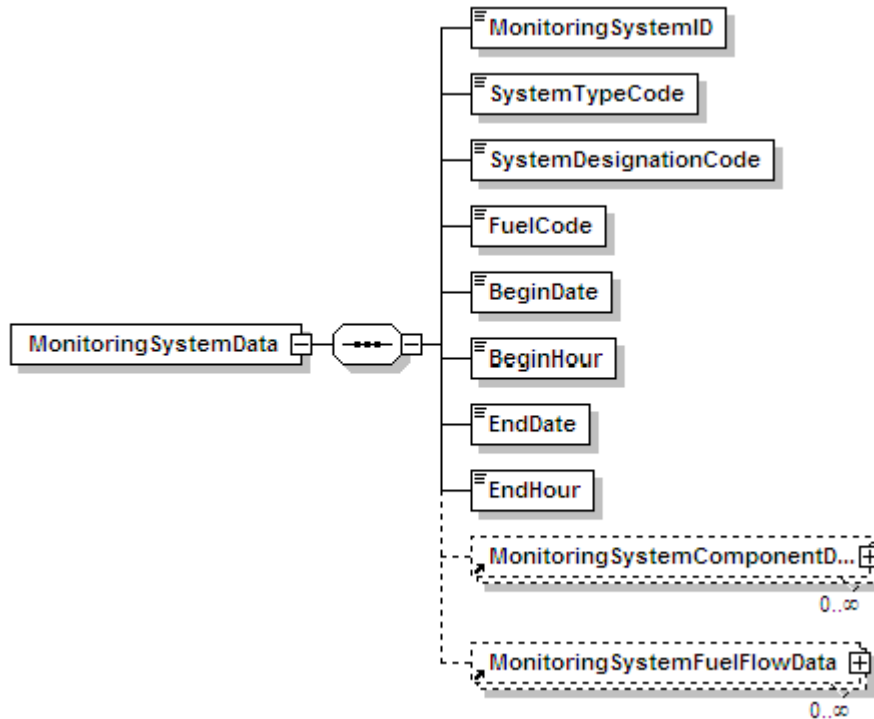 MonitoringSystemID
SystemTypeCode
SystemDesignationCode
FuelCode
BeginDate
MonitoringSystemData
BeginHour
EndDate
EndHour
MonitoringSystemComponentD...
0..∞
MonitoringSystemFuelFlowData
0..∞